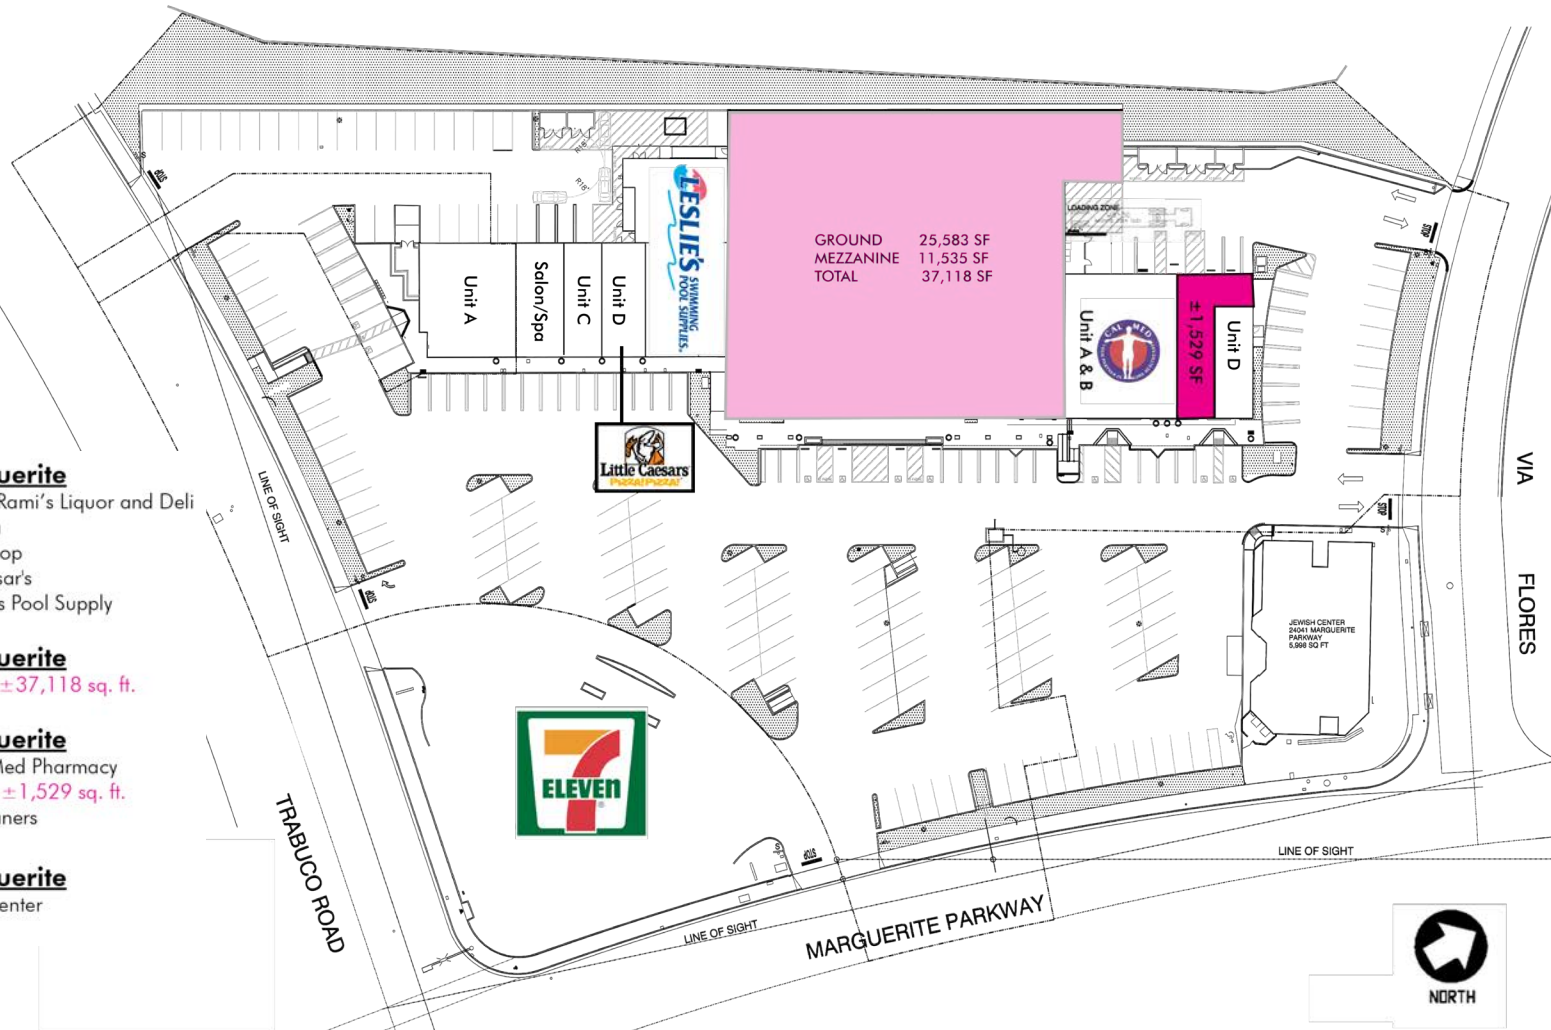 LESLIE'S
SWIMMING
POOL SUPPLIES.
R18'
R18'
STOP
STOP
LOADING ZONE
GROUND 25,583 SF
MEZZANINE 11,535 SF
TOTAL 37,118 SF
Unit A
Salon/Spa
Unit C
Unit D
Unit A & B
CAL MED
±1,529 SF
Unit D
Little Caesars
PIZZA!PIZZA!
uerite
Rami's Liquor and Deli
op
sar's
s Pool Supply
uerite
±37,118 sq. ft.
uerite
Med Pharmacy
±1,529 sq. ft.
ners
uerite
enter
LINE OF SIGHT
STOP
STOP
VIA
FLORES
JEWISH CENTER
24041 MARGUERITE
PARKWAY
5,998 SQ FT
7
ELEVEN
TRABUCO ROAD
STOP
LINE OF SIGHT
LINE OF SIGHT
MARGUERITE PARKWAY
NORTH